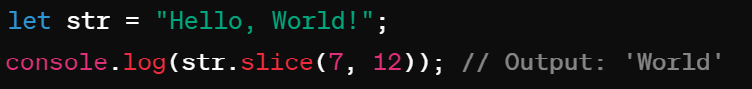 let str = "Hello, World!";
console.log(str.slice(7, 12)); // Output: 'World'